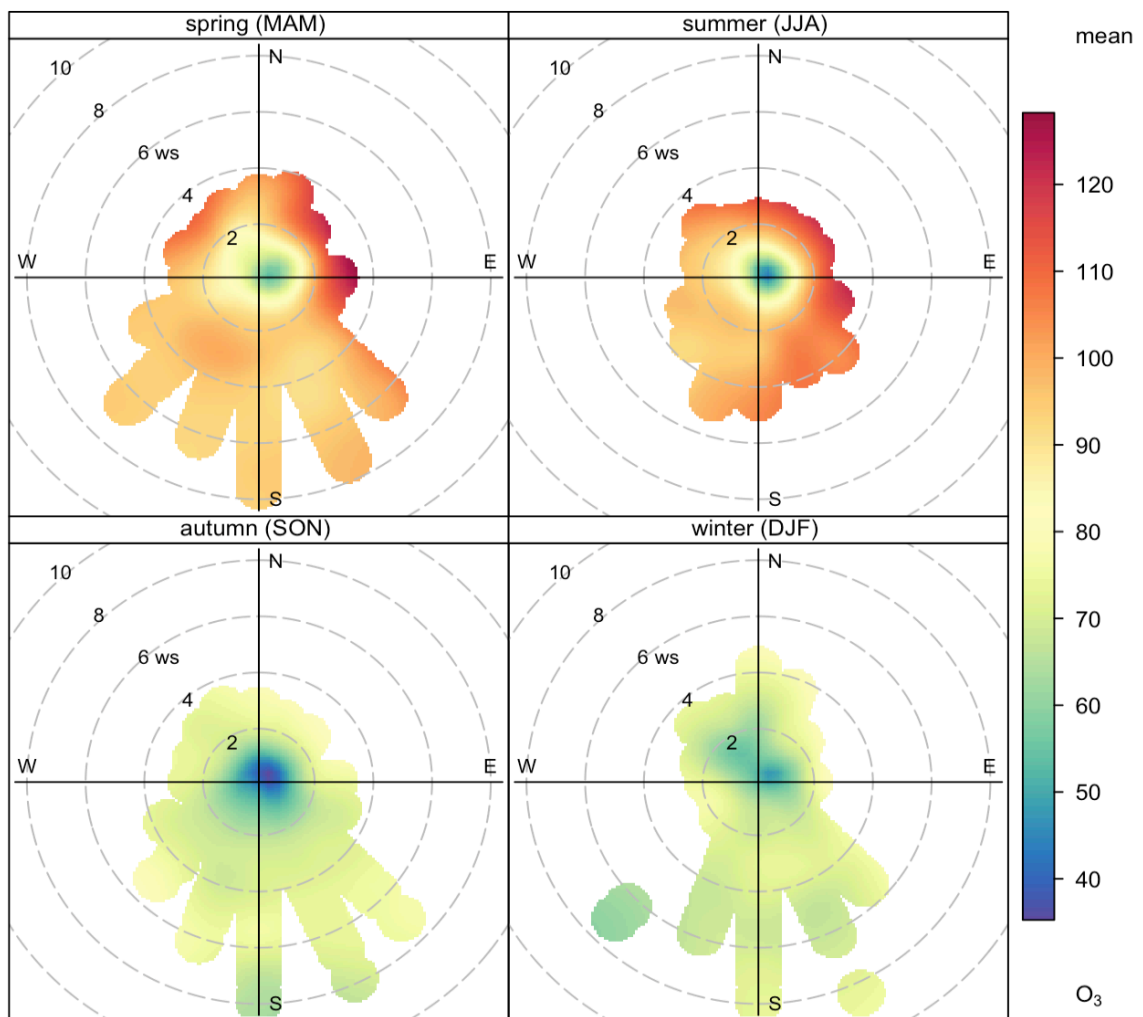 spring (MAM)
10
8
6 ws
4
2
N
W
E
S
summer (JJA)
10
8
6 ws
4
2
N
W
E
S
autumn (SON)
10
8
6 ws
4
2
N
W
E
S
winter (DJF)
10
8
6 ws
4
2
N
W
E
S
mean
120
110
100
90
80
70
60
50
40
O₃